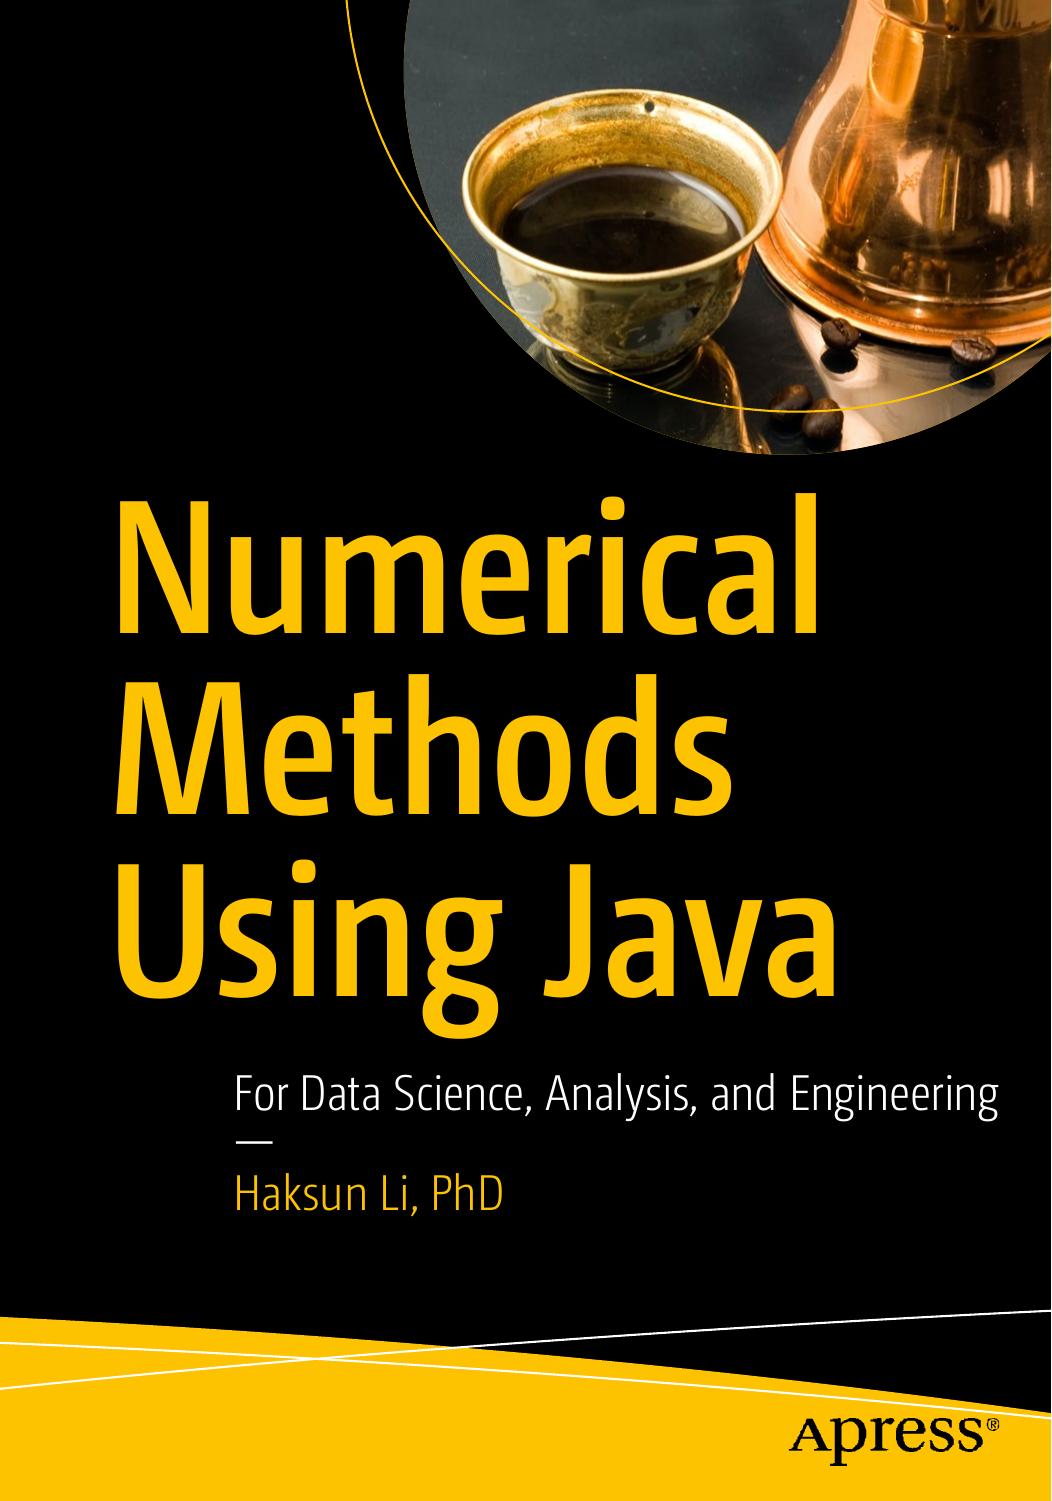 Numerical
Methods
Using Java
For Data Science, Analysis, and Engineering
—
Haksun Li, PhD
Apress®